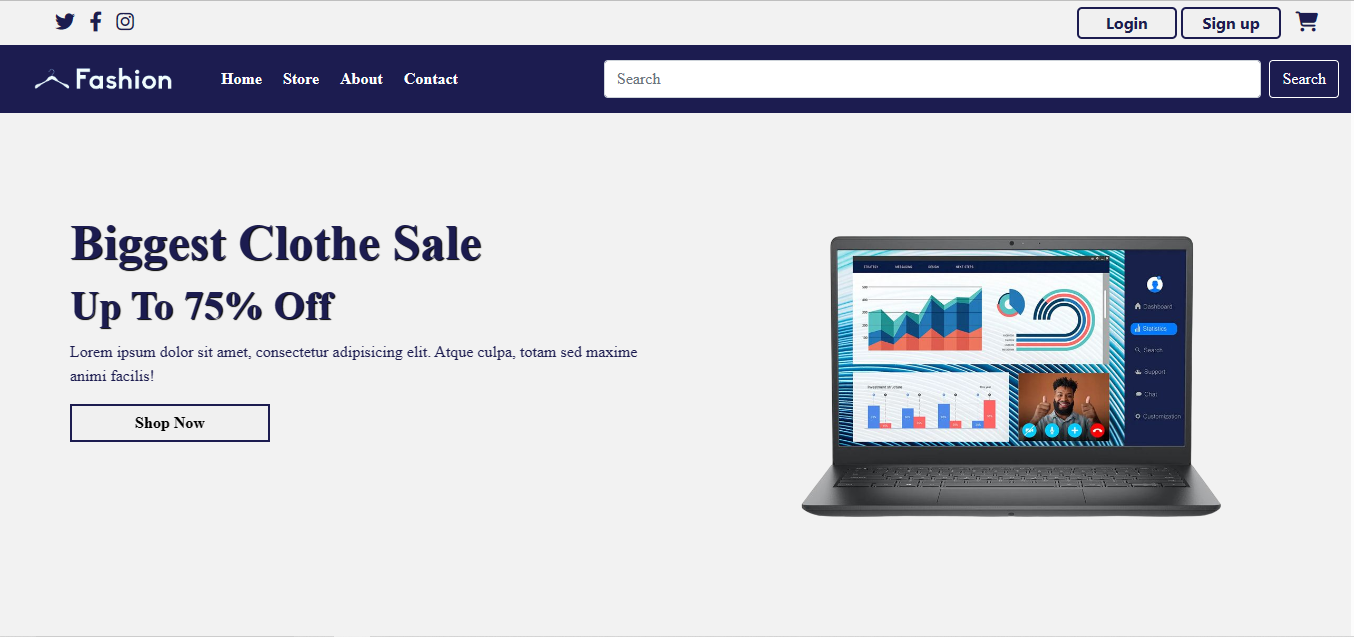 Login Sign up
Fashion Home Store About Contact Search Search
Biggest Clothe Sale
Up To 75% Off
Lorem ipsum dolor sit amet, consectetur adipisicing elit. Atque culpa, totam sed maxime
animi facilis!
Shop Now
Dashboard
Statistics
Search
Support
Chat
Customization